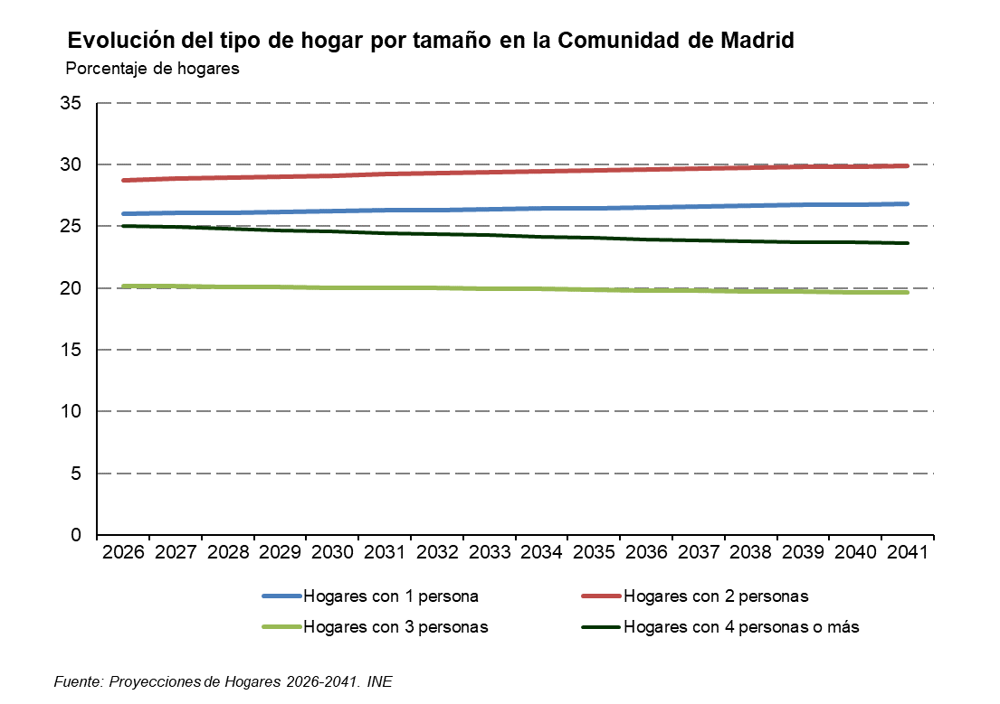 Evolución del tipo de hogar por tamaño en la Comunidad de Madrid
Porcentaje de hogares
35
30
25
20
15
10
5
0
2026 2027 2028 2029 2030 2031 2032 2033 2034 2035 2036 2037 2038 2039 2040 2041
Hogares con 1 persona Hogares con 2 personas
Hogares con 3 personas Hogares con 4 personas o más
Fuente: Proyecciones de Hogares 2026-2041. INE